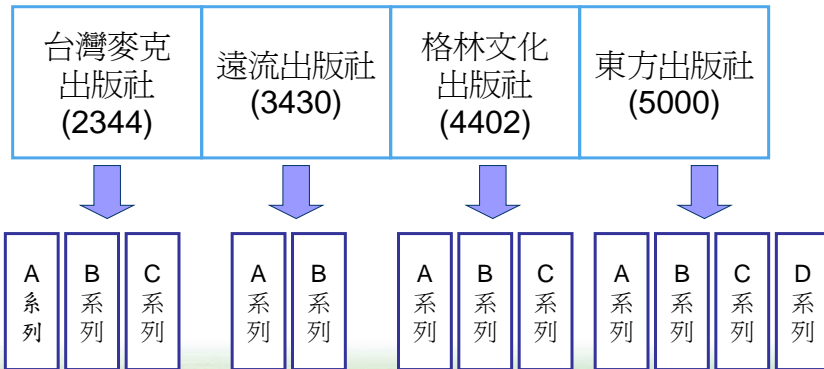 台灣麥克
出版社
(2344)
遠流出版社
(3430)
格林文化
出版社
(4402)
東方出版社
(5000)
A
系
列
B
系
列
C
系
列
A
系
列
B
系
列
A
系
列
B
系
列
C
系
列
A
系
列
B
系
列
C
系
列
D
系
列